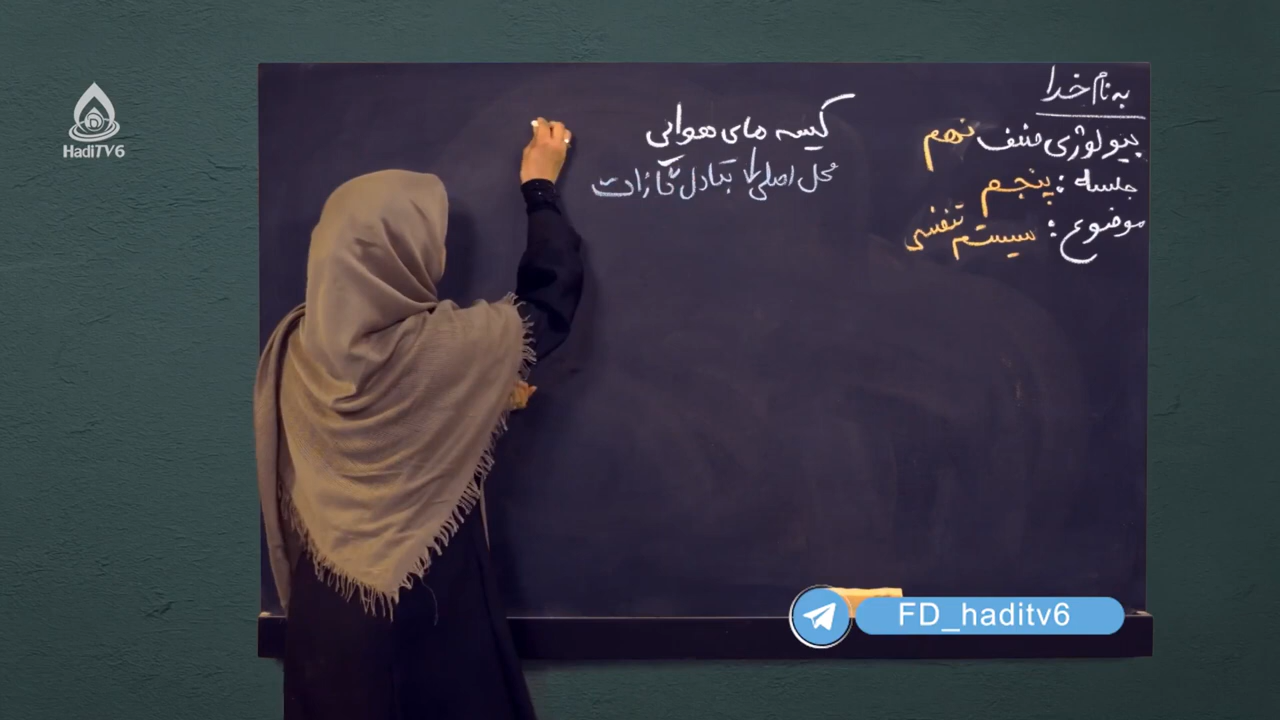 به نام خدا
بیولوژی صنف نهم
جلسه : پنجم
موضوع : سیستم تنفسی
کیسه های هوایی
محل اصلی تبادل گازات
HadiTV6
FD_haditv6